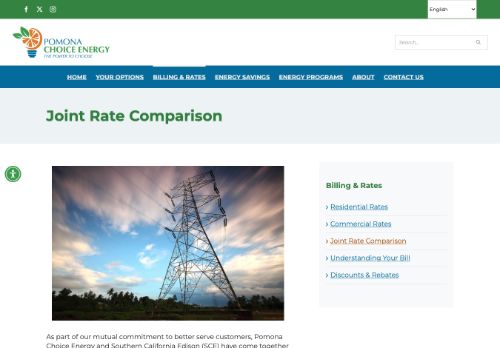 English
POMONA
CHOICE ENERGY
THE POWER TO CHOOSE
Search...
HOME YOUR OPTIONS BILLING & RATES ENERGY SAVINGS ENERGY PROGRAMS ABOUT CONTACT US
Joint Rate Comparison
Billing & Rates
› Residential Rates
› Commercial Rates
› Joint Rate Comparison
› Understanding Your Bill
› Discounts & Rebates
As part of our mutual commitment to better serve customers, Pomona
Choice Energy and Southern California Edison (SCE) have come together